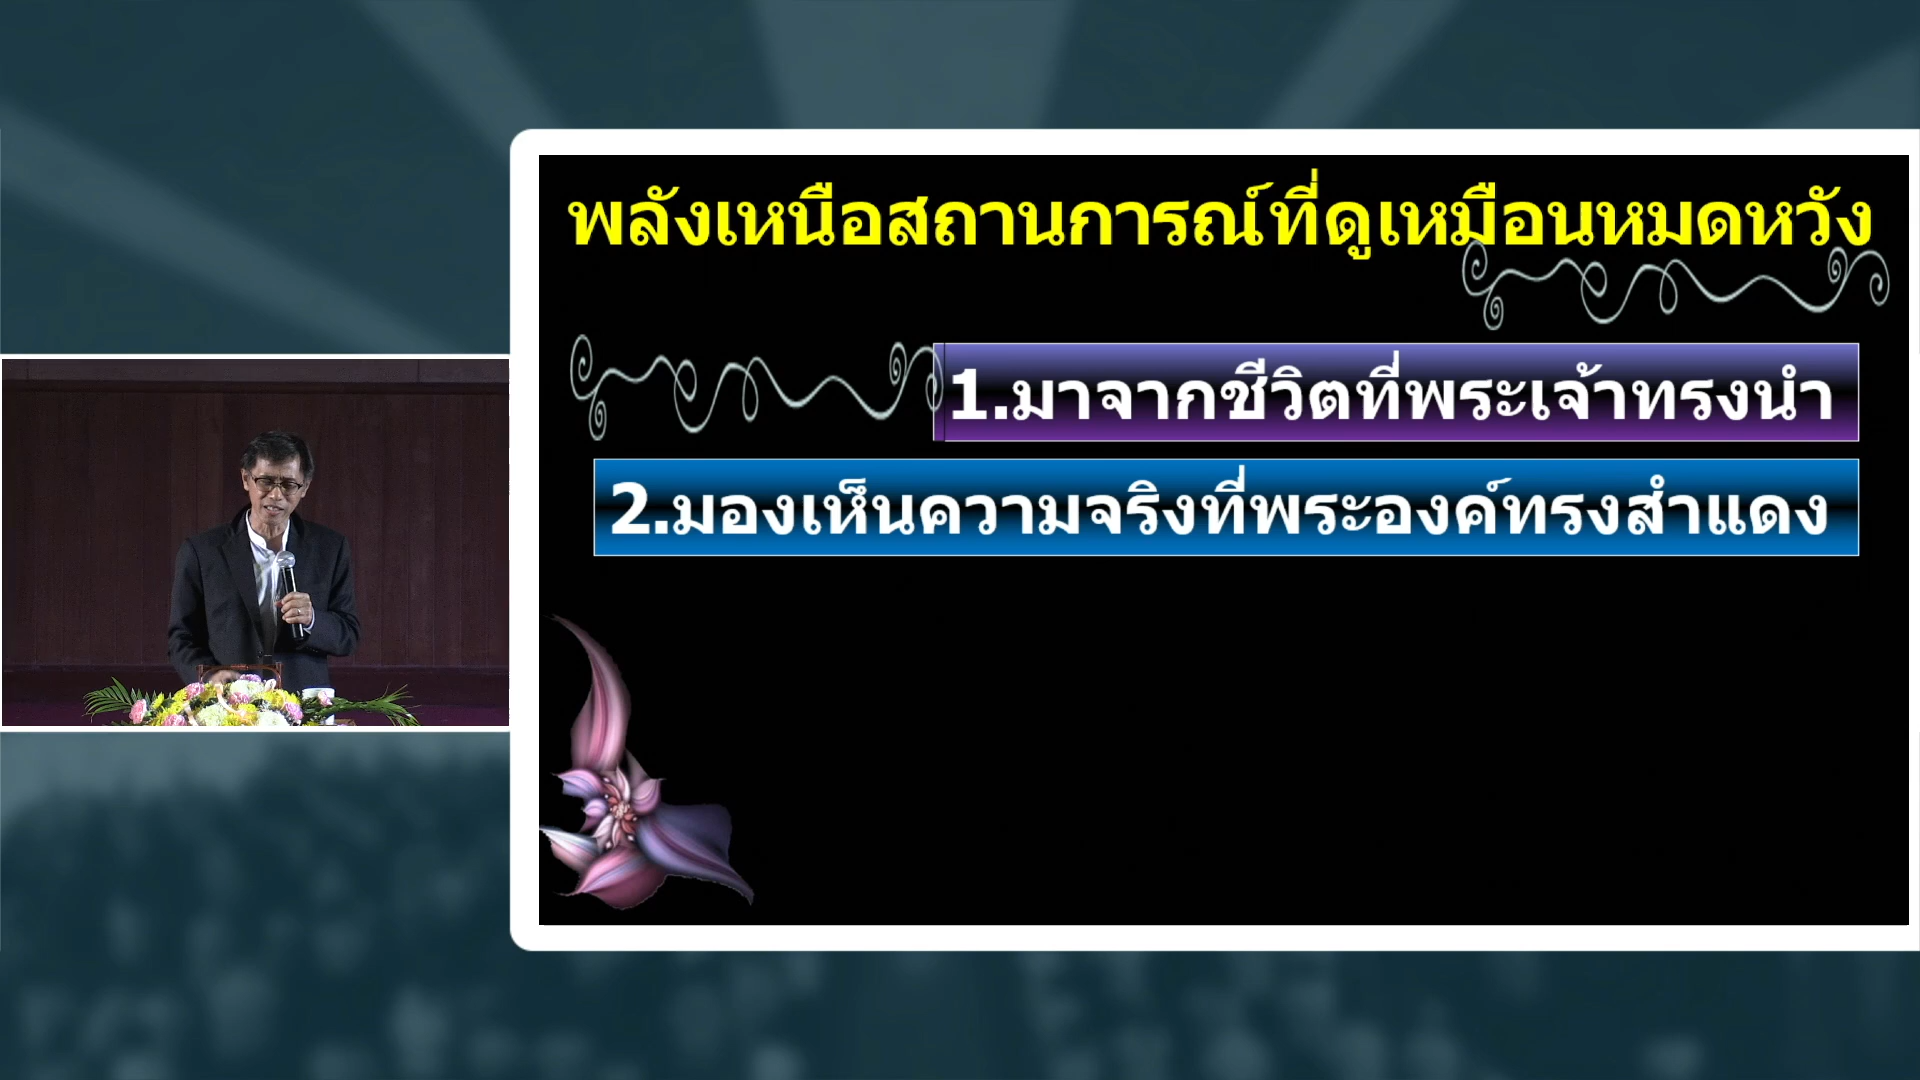 พลังเหนือสถานการณ์ที่ดูเหมือนหมดหวัง
1.มาจากชีวิตที่พระเจ้าทรงนำ
2.มองเห็นความจริงที่พระองค์ทรงสำแดง